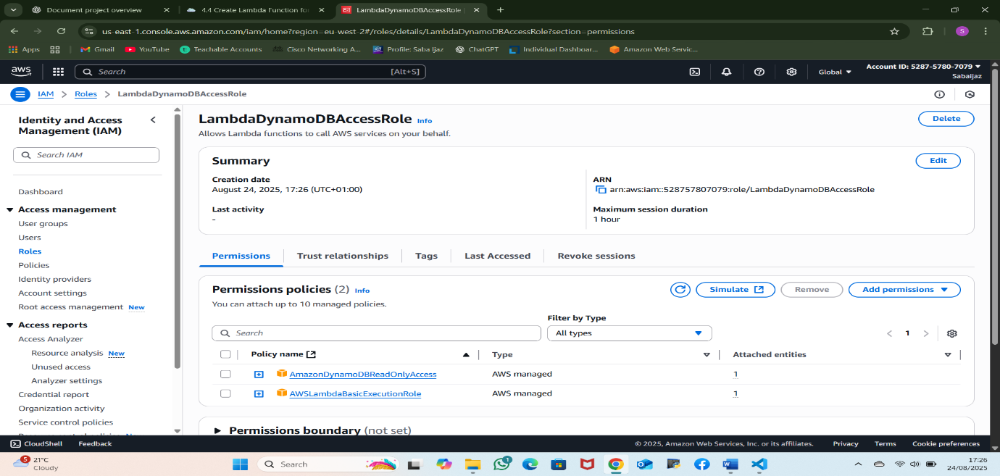 Document project overview
4.4 Create Lambda Function for
LambdaDynamoDBAccessRole
us-east-1.console.aws.amazon.com/iam/home?region=eu-west-2#/roles/details/LambdaDynamoDBAccessRole?section=permissions
S
Apps
Gmail
YouTube
Teachable Accounts
Cisco Networking A...
Profile: Saba Ijaz
ChatGPT
Individual Dashboar...
Amazon Web Servic...
aws
Search
[Alt+S]
Global
Account ID: 5287-5780-7079
Sabaijaz
IAM
Roles
LambdaDynamoDBAccessRole
Identity and Access
Management (IAM)
Search IAM
Dashboard
Access management
User groups
Users
Roles
Policies
Identity providers
Account settings
Root access management New
Access reports
Access Analyzer
Resource analysis New
Unused access
Analyzer settings
Credential report
Organization activity
Service control policies
LambdaDynamoDBAccessRole Info
Delete
Allows Lambda functions to call AWS services on your behalf.
Summary
Edit
Creation date
August 24, 2025, 17:26 (UTC+01:00)
Last activity
-
ARN
arn:aws:iam::528757807079:role/LambdaDynamoDBAccessRole
Maximum session duration
1 hour
Permissions
Trust relationships
Tags
Last Accessed
Revoke sessions
Permissions policies (2) Info
Simulate
Remove
Add permissions
You can attach up to 10 managed policies.
Filter by Type
Search
All types
1
Policy name
Type
Attached entities
AmazonDynamoDBReadOnlyAccess
AWS managed
1
AWSLambdaBasicExecutionRole
AWS managed
1
Permissions boundary (not set)
CloudShell
Feedback
© 2025, Amazon Web Services, Inc. or its affiliates.
Privacy
Terms
Cookie preferences
5
21°C
Cloudy
Search
1
17:26
24/08/2025